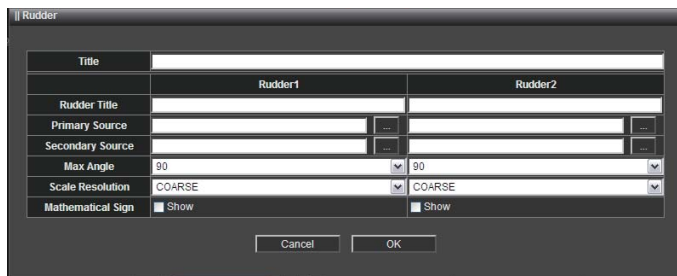 || Rudder
Title
Rudder1 Rudder2
Rudder Title
Primary Source ... ...
Secondary Source ... ...
Max Angle 90 90
Scale Resolution COARSE COARSE
Mathematical Sign Show Show
Cancel OK